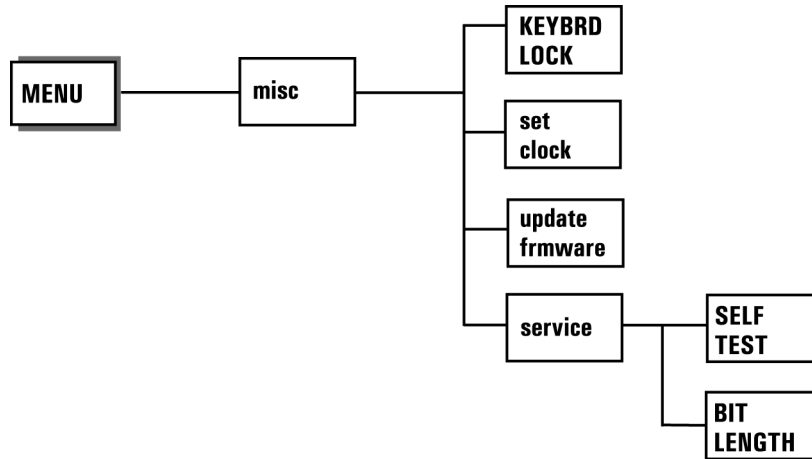 MENU
misc
KEYBRD
LOCK
set
clock
update
frmware
service
SELF
TEST
BIT
LENGTH